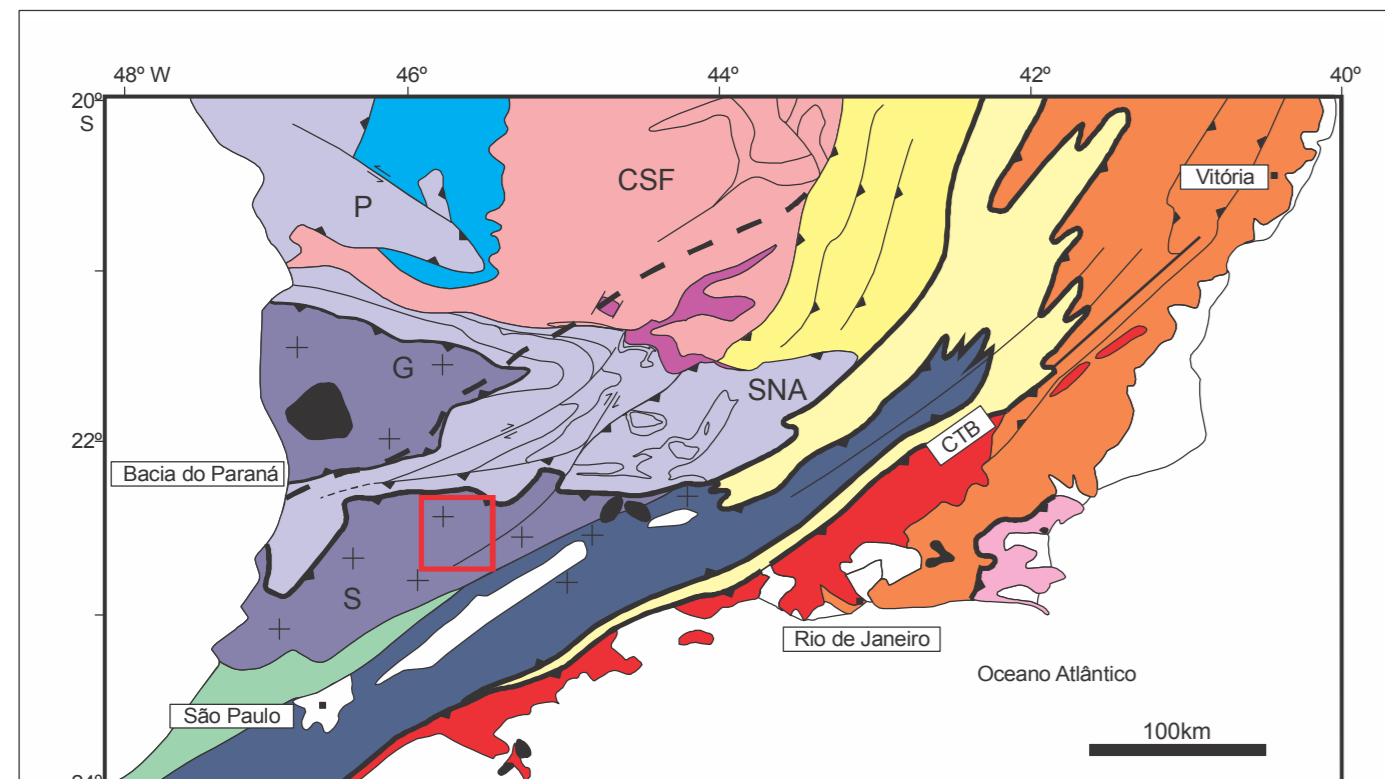 48º W
46º
44º
42º
40º
20º
S
CSF
Vitória
P
G
SNA
22º
CTB
Bacia do Paraná
S
Rio de Janeiro
Oceano Atlântico
São Paulo
100km
24º